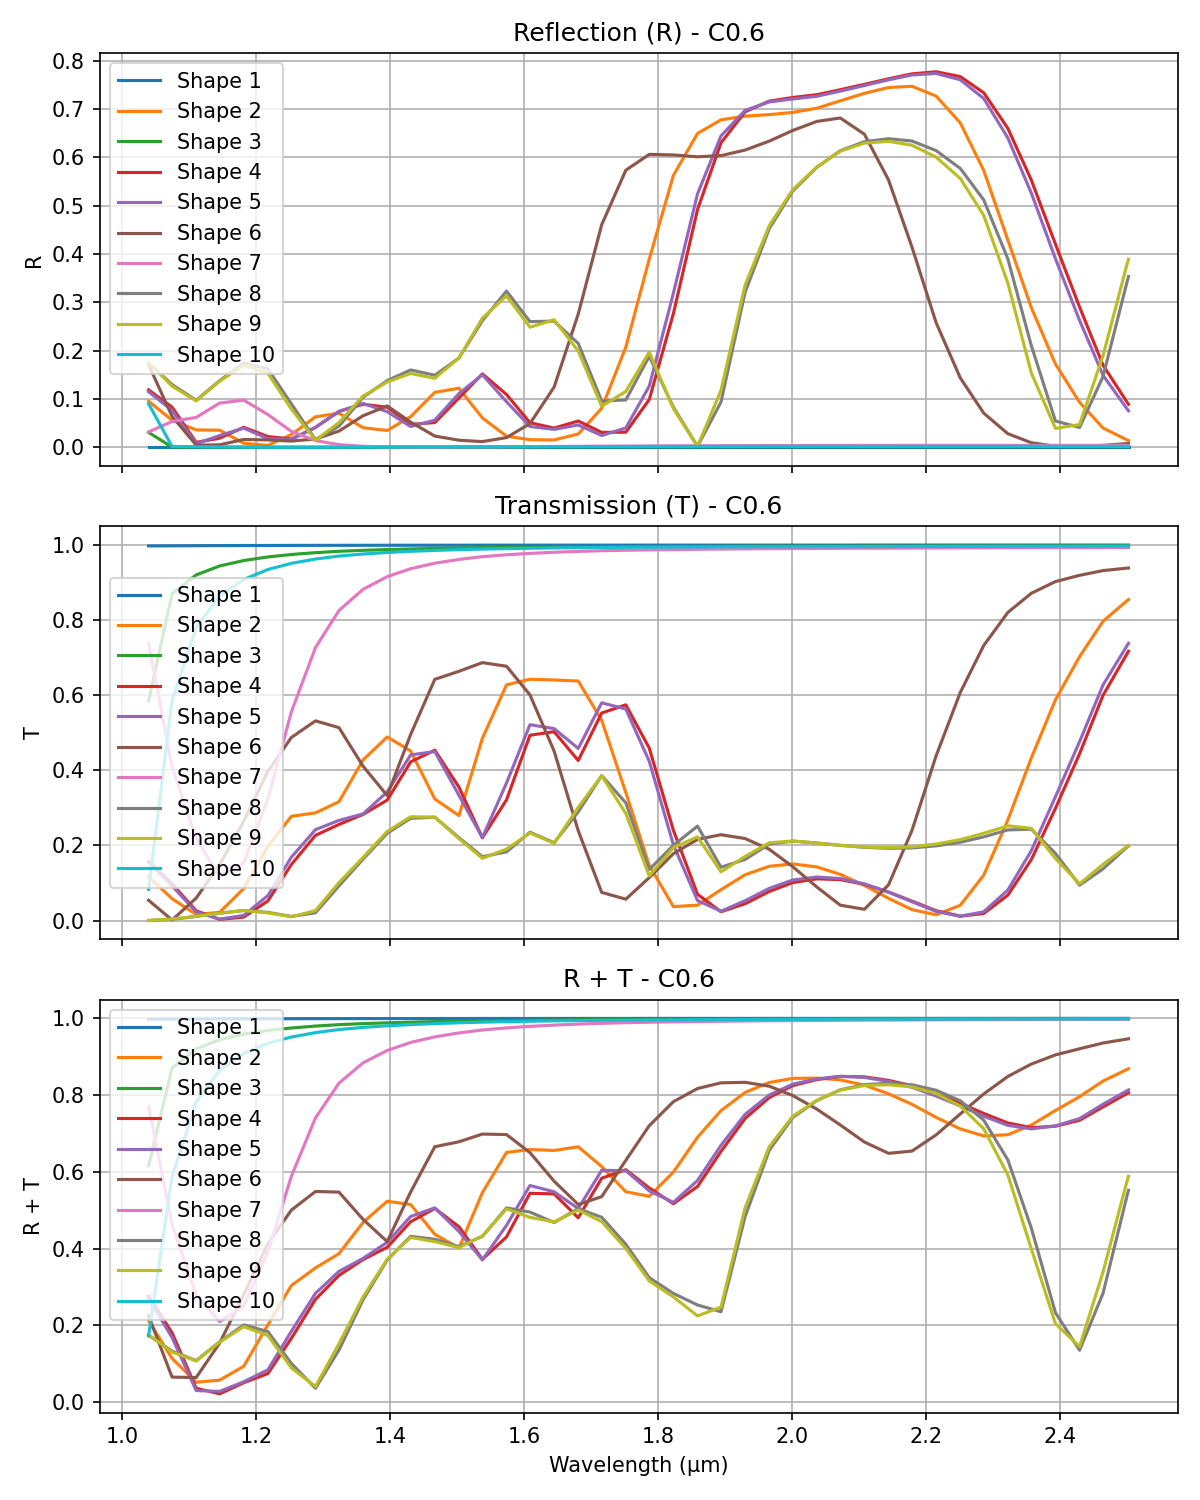 Reflection (R) - C0.6
0.8
0.7
0.6
0.5
0.4
0.3
0.2
0.1
0.0
R
Shape 1
Shape 2
Shape 3
Shape 4
Shape 5
Shape 6
Shape 7
Shape 8
Shape 9
Shape 10
Transmission (T) - C0.6
1.0
0.8
0.6
0.4
0.2
0.0
T
Shape 1
Shape 2
Shape 3
Shape 4
Shape 5
Shape 6
Shape 7
Shape 8
Shape 9
Shape 10
R + T - C0.6
1.0
0.8
0.6
0.4
0.2
0.0
R + T
Shape 1
Shape 2
Shape 3
Shape 4
Shape 5
Shape 6
Shape 7
Shape 8
Shape 9
Shape 10
1.0 1.2 1.4 1.6 1.8 2.0 2.2 2.4
Wavelength (µm)